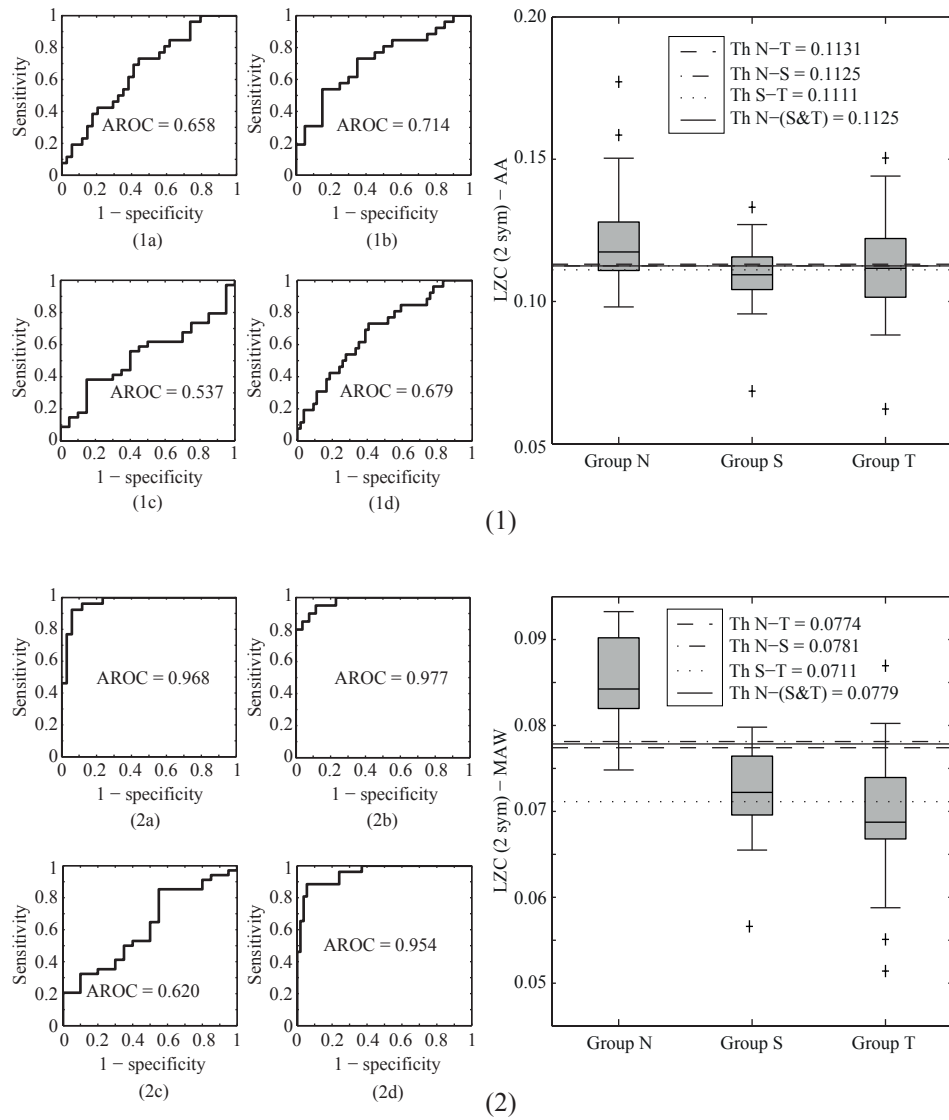 1
0.8
0.6
0.4
0.2
0
Sensitivity
AROC = 0.658
0 0.2 0.4 0.6 0.8 1
1 − specificity
(1a)
1
0.8
0.6
0.4
0.2
0
Sensitivity
AROC = 0.714
0 0.2 0.4 0.6 0.8 1
1 − specificity
(1b)
1
0.8
0.6
0.4
0.2
0
Sensitivity
AROC = 0.537
0 0.2 0.4 0.6 0.8 1
1 − specificity
(1c)
1
0.8
0.6
0.4
0.2
0
Sensitivity
AROC = 0.679
0 0.2 0.4 0.6 0.8 1
1 − specificity
(1d)
0.20
0.15
0.10
0.05
LZC (2 sym) − AA
Th N−T = 0.1131
Th N−S = 0.1125
Th S−T = 0.1111
Th N−(S&T) = 0.1125
Group N Group S Group T
(1)
1
0.8
0.6
0.4
0.2
0
Sensitivity
AROC = 0.968
0 0.2 0.4 0.6 0.8 1
1 − specificity
(2a)
1
0.8
0.6
0.4
0.2
0
Sensitivity
AROC = 0.977
0 0.2 0.4 0.6 0.8 1
1 − specificity
(2b)
1
0.8
0.6
0.4
0.2
0
Sensitivity
AROC = 0.620
0 0.2 0.4 0.6 0.8 1
1 − specificity
(2c)
1
0.8
0.6
0.4
0.2
0
Sensitivity
AROC = 0.954
0 0.2 0.4 0.6 0.8 1
1 − specificity
(2d)
0.09
0.08
0.07
0.06
0.05
LZC (2 sym) − MAW
Th N−T = 0.0774
Th N−S = 0.0781
Th S−T = 0.0711
Th N−(S&T) = 0.0779
Group N Group S Group T
(2)